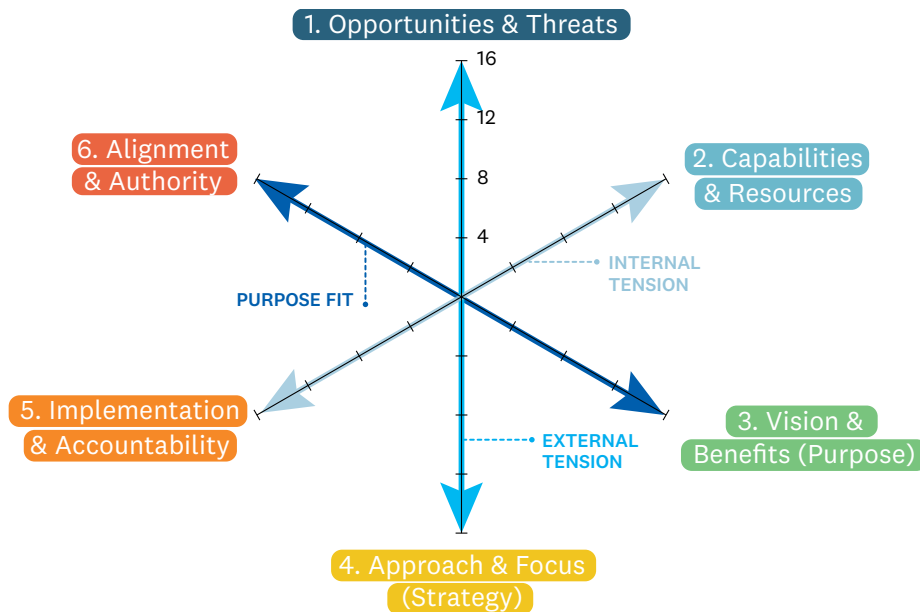 1. Opportunities & Threats
16
12
8
4
6. Alignment
& Authority
2. Capabilities
& Resources
INTERNAL
TENSION
PURPOSE FIT
5. Implementation
& Accountability
EXTERNAL
TENSION
3. Vision &
Benefits (Purpose)
4. Approach & Focus
(Strategy)